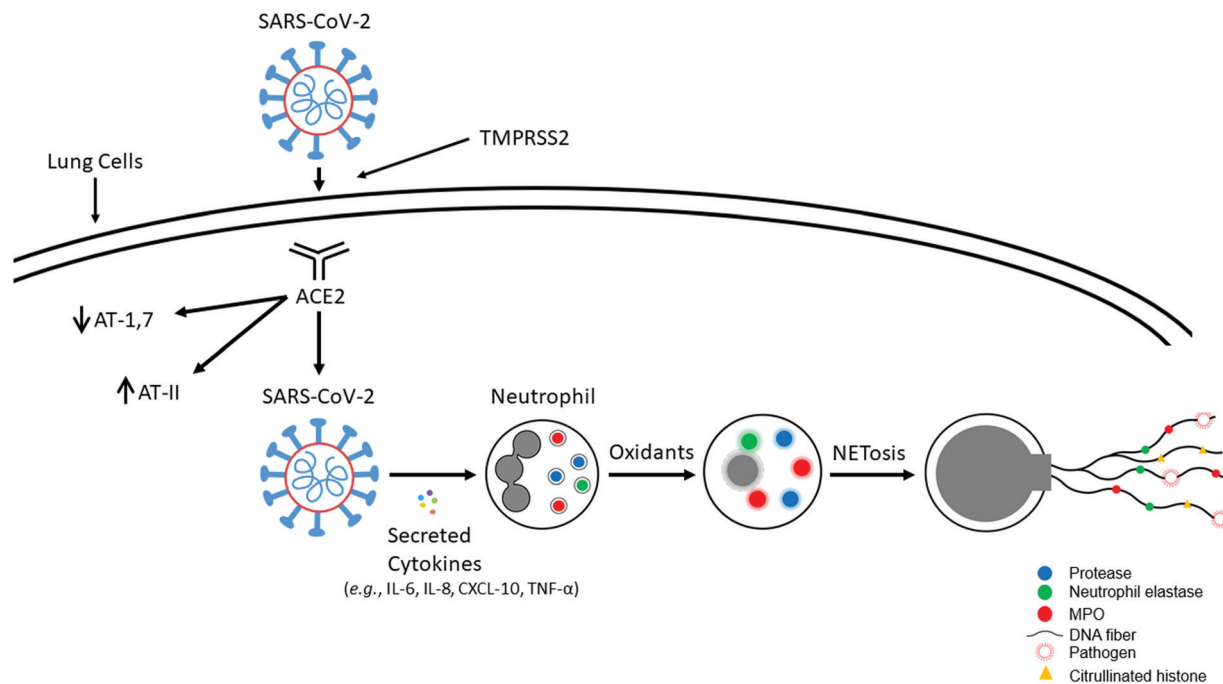 SARS-CoV-2
TMPRSS2
Lung Cells
ACE2
AT-1,7
AT-II
SARS-CoV-2
Neutrophil
Oxidants
NETosis
Secreted
Cytokines
(e.g., IL-6, IL-8, CXCL-10, TNF-α)
Protease
Neutrophil elastase
MPO
DNA fiber
Pathogen
Citrullinated histone